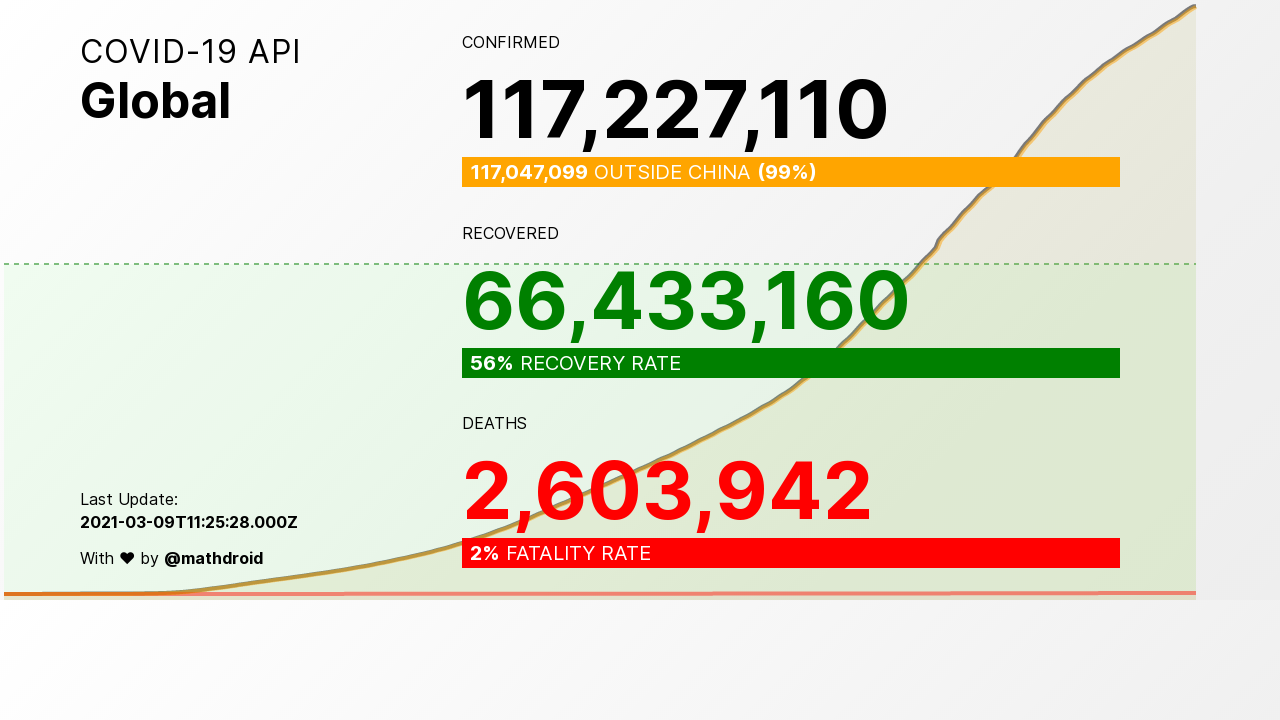 COVID-19 API
Global
CONFIRMED
117,227,110
117,047,099 OUTSIDE CHINA (99%)
RECOVERED
66,433,160
56% RECOVERY RATE
DEATHS
2,603,942
2% FATALITY RATE
Last Update:
2021-03-09T11:25:28.000Z
With ♥ by @mathdroid